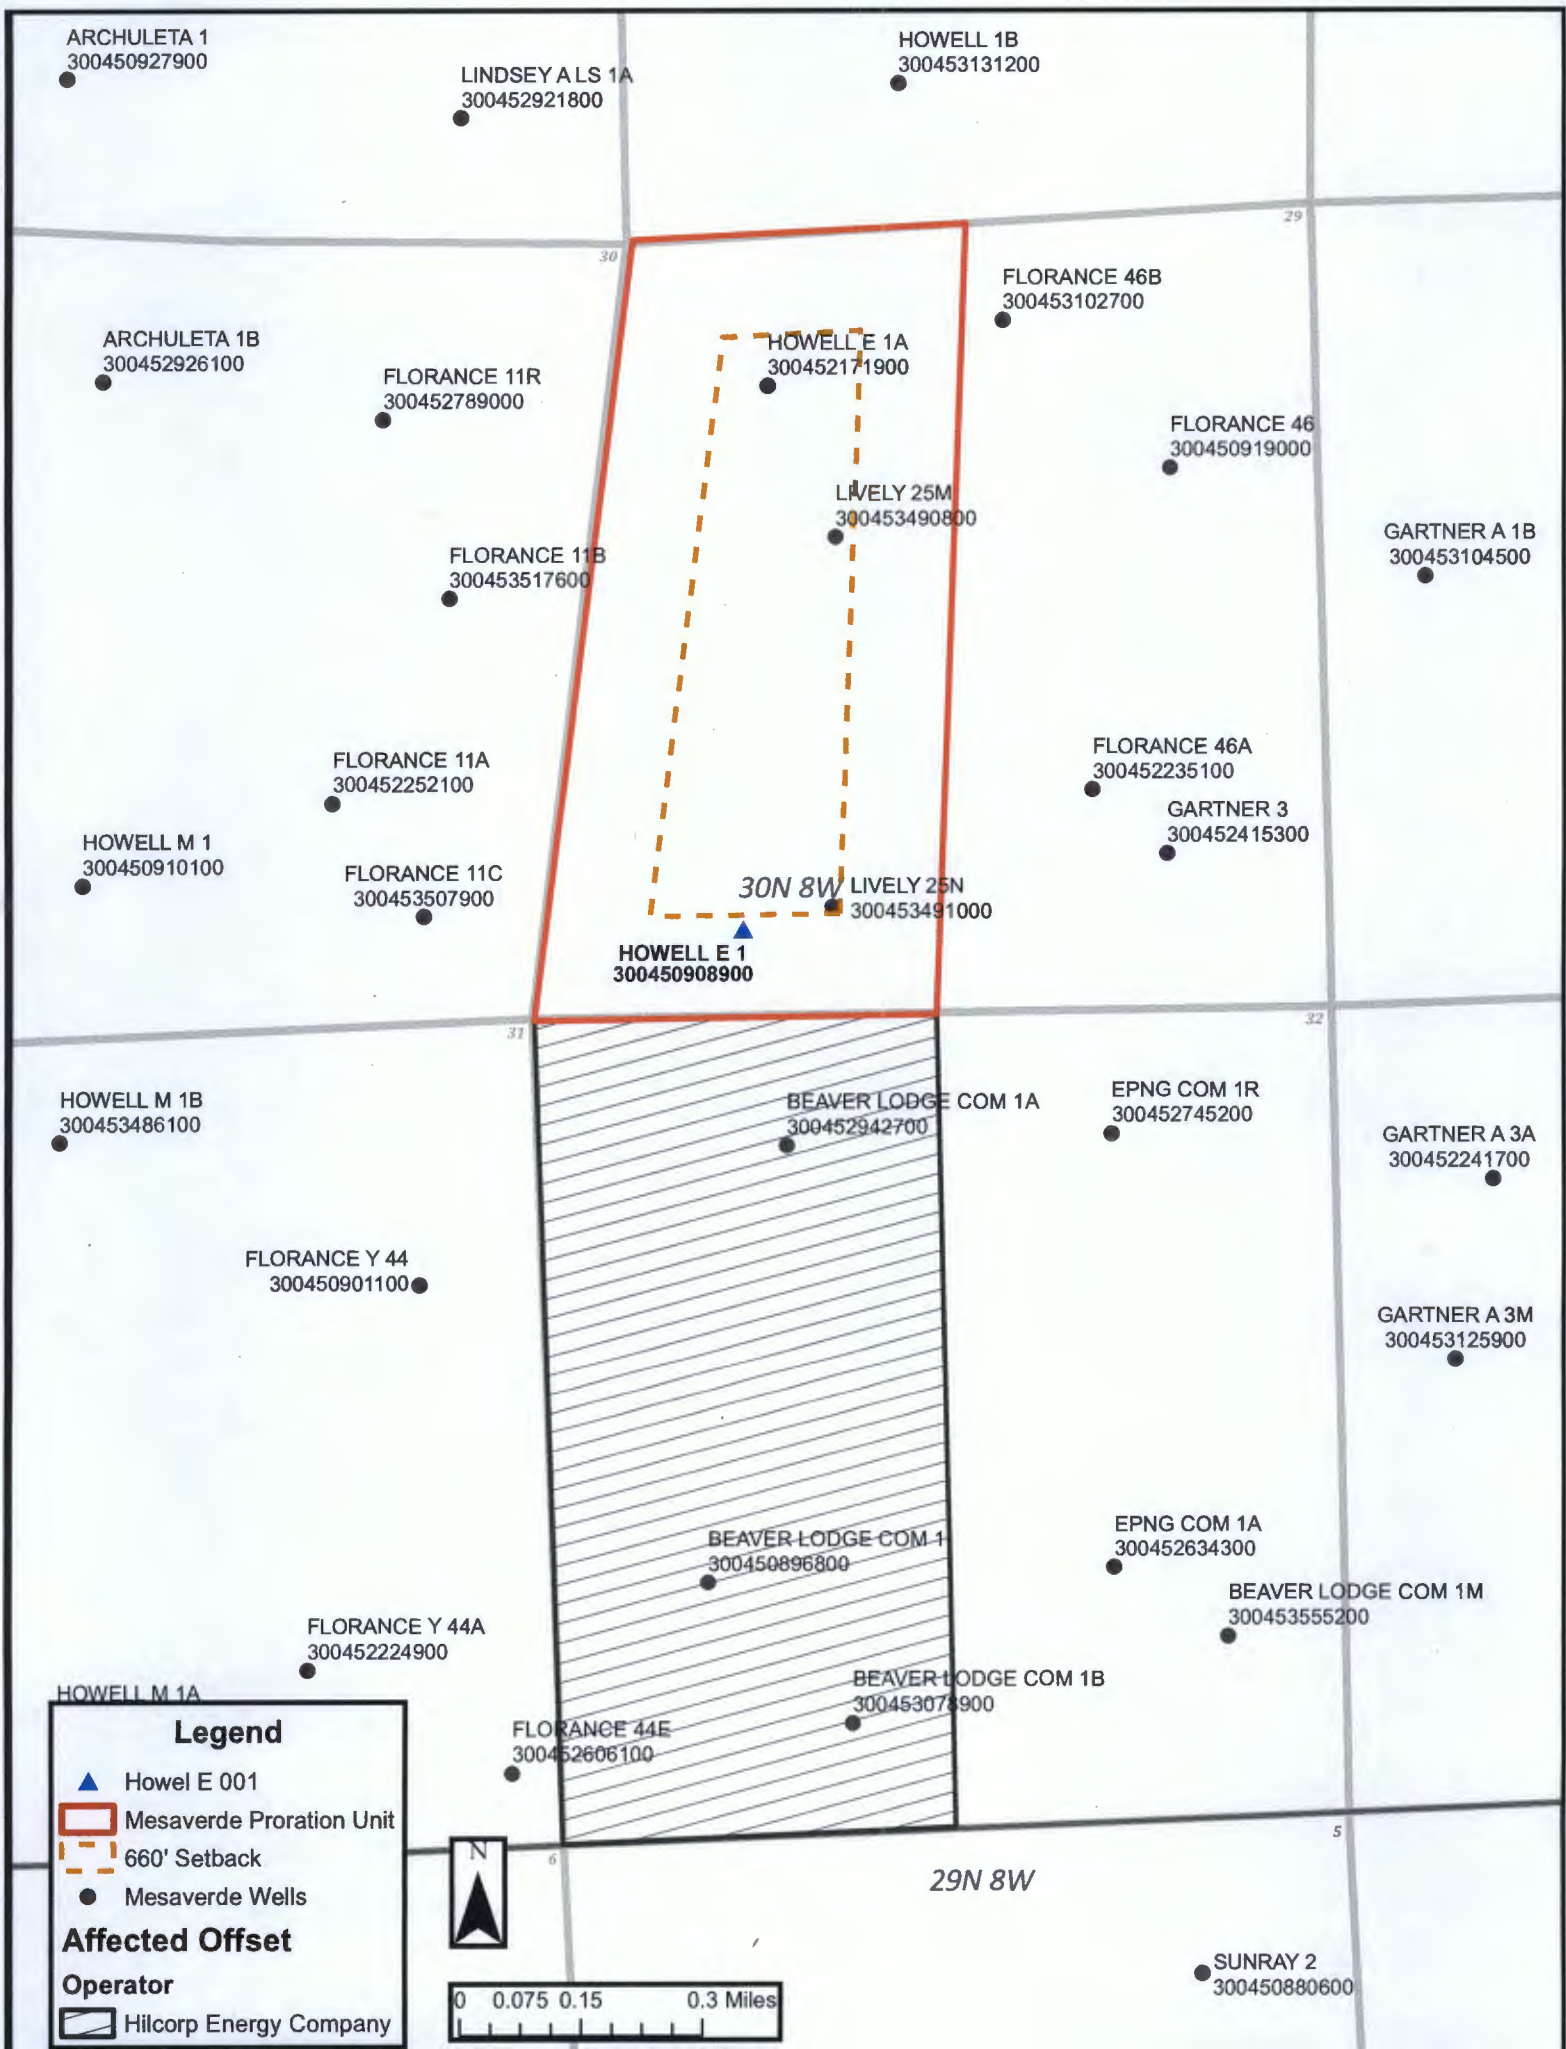 ARCHULETA 1
300450927900
LINDSEY A LS 1A
300452921800
HOWELL 1B
300453131200
29
30
FLORANCE 46B
300453102700
ARCHULETA 1B
300452926100
HOWELL E 1A
300452171900
FLORANCE 11R
300452789000
FLORANCE 46
300450919000
LIVELY 25M
300453490800
GARTNER A 1B
300453104500
FLORANCE 11B
300453517600
FLORANCE 11A
300452252100
FLORANCE 46A
300452235100
GARTNER 3
300452415300
HOWELL M 1
300450910100
FLORANCE 11C
300453507900
30N 8W
LIVELY 25N
300453491000
HOWELL E 1
300450908900
31
32
HOWELL M 1B
300453486100
BEAVER LODGE COM 1A
300452942700
EPNG COM 1R
300452745200
GARTNER A 3A
300452241700
FLORANCE Y 44
300450901100
GARTNER A 3M
300453125900
BEAVER LODGE COM 1
300450896800
EPNG COM 1A
300452634300
BEAVER LODGE COM 1M
300453555200
FLORANCE Y 44A
300452224900
BEAVER LODGE COM 1B
300453078900
HOWELL M 1A
FLORANCE 44E
300452606100
Legend
Howel E 001
Mesaverde Proration Unit
660' Setback
Mesaverde Wells
Affected Offset
Operator
Hilcorp Energy Company
N
6
5
29N 8W
SUNRAY 2
300450880600
0 0.075 0.15 0.3 Miles